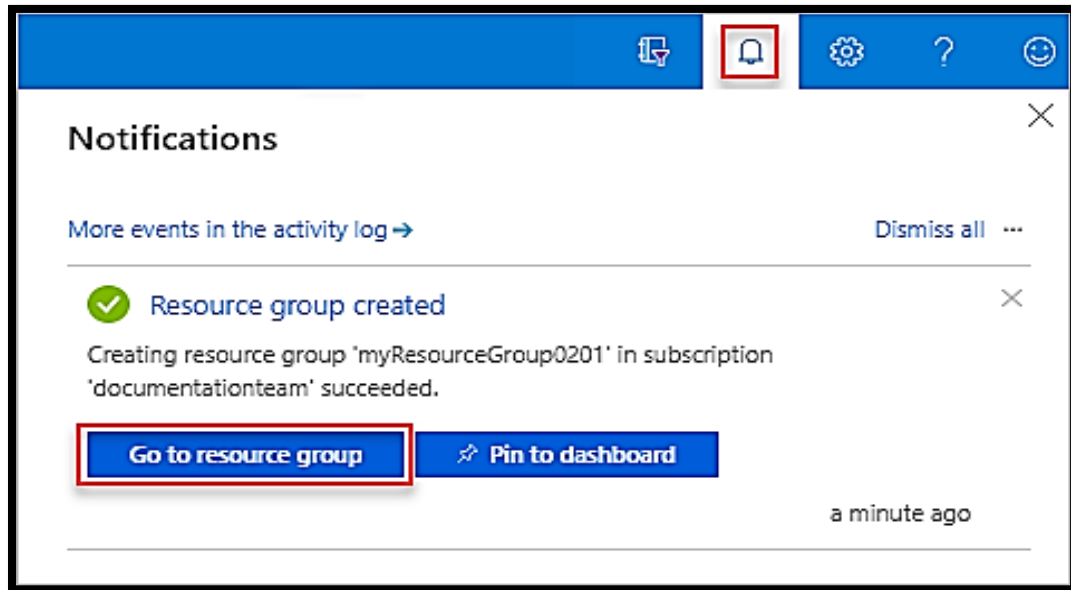 Notifications
More events in the activity log →
Dismiss all ...
Resource group created
Creating resource group 'myResourceGroup0201' in subscription
'documentationteam' succeeded.
Go to resource group
Pin to dashboard
a minute ago